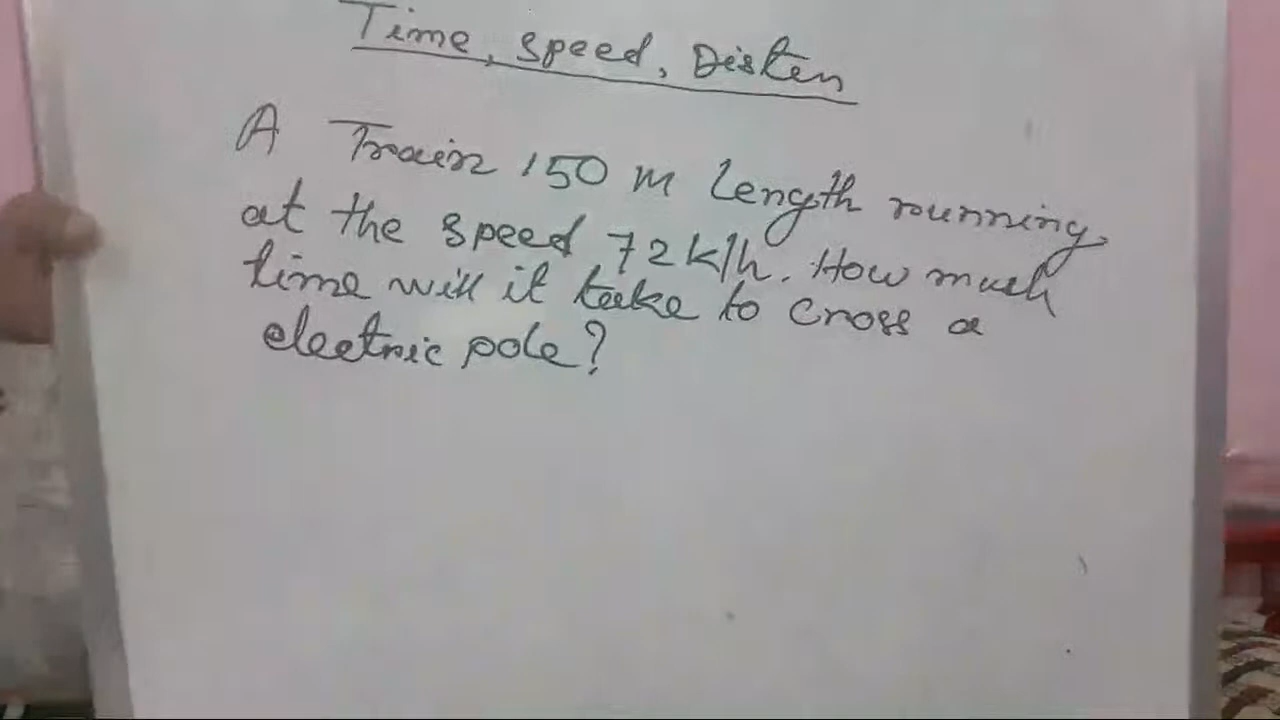 Time, Speed, Disten
A Train 150 m Length running
at the speed 72 k/h. How much
time will it take to cross a
electric pole?